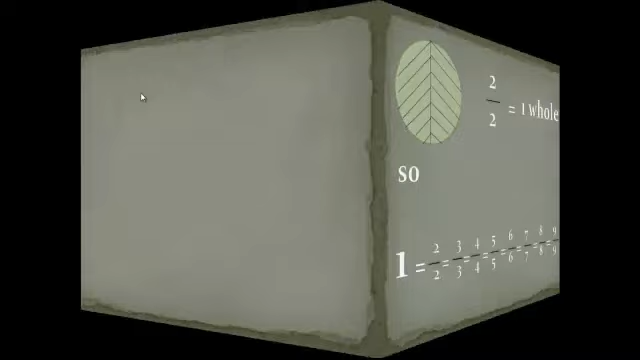 2/2 = 1 whole
so
1 = 2/2 = 3/3 = 4/4 = 5/5 = 6/6 = 7/7 = 8/8 = 9/9